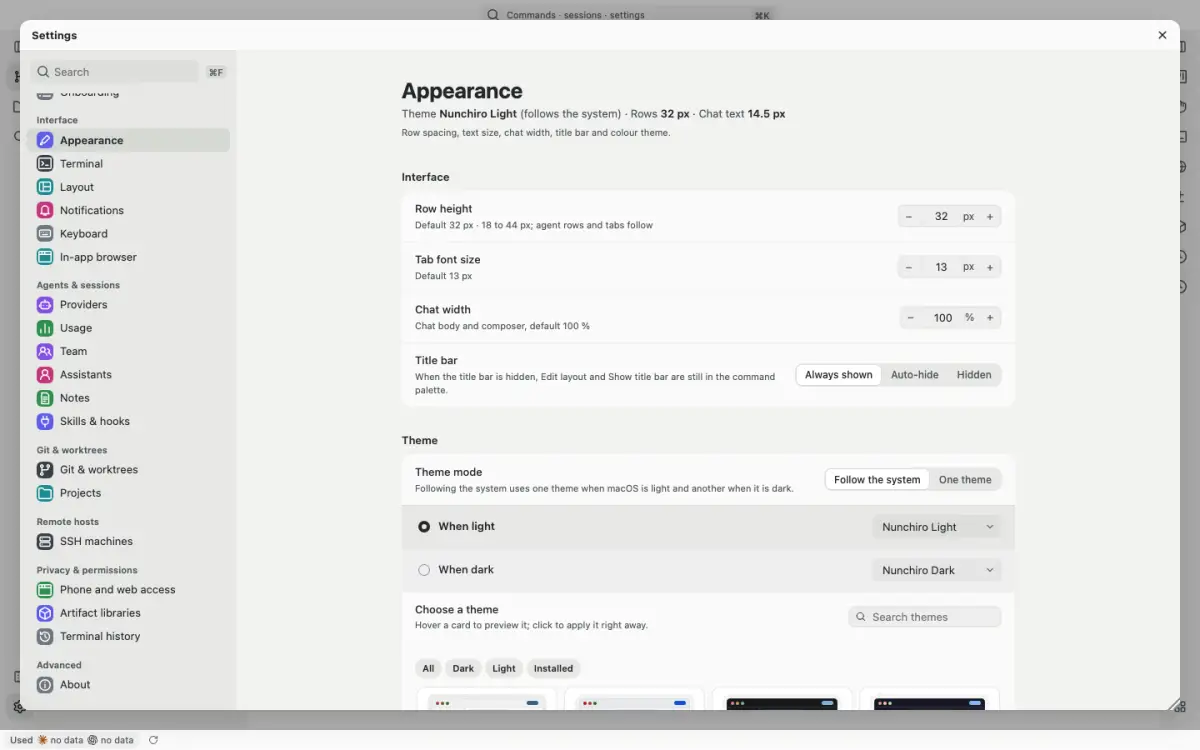 Commands · sessions · settings ⌘K
Settings
Search ⌘F
Onboarding
Interface
Appearance
Terminal
Layout
Notifications
Keyboard
In-app browser
Agents & sessions
Providers
Usage
Team
Assistants
Notes
Skills & hooks
Git & worktrees
Git & worktrees
Projects
Remote hosts
SSH machines
Privacy & permissions
Phone and web access
Artifact libraries
Terminal history
Advanced
About
Appearance
Theme Nunchiro Light (follows the system) · Rows 32 px · Chat text 14.5 px
Row spacing, text size, chat width, title bar and colour theme.
Interface
Row height
Default 32 px · 18 to 44 px; agent rows and tabs follow
− 32 px +
Tab font size
Default 13 px
− 13 px +
Chat width
Chat body and composer, default 100 %
− 100 % +
Title bar
When the title bar is hidden, Edit layout and Show title bar are still in the command
palette.
Always shown Auto-hide Hidden
Theme
Theme mode
Following the system uses one theme when macOS is light and another when it is dark.
Follow the system One theme
When light Nunchiro Light
When dark Nunchiro Dark
Choose a theme
Hover a card to preview it; click to apply it right away.
Search themes
All Dark Light Installed
Used no data no data